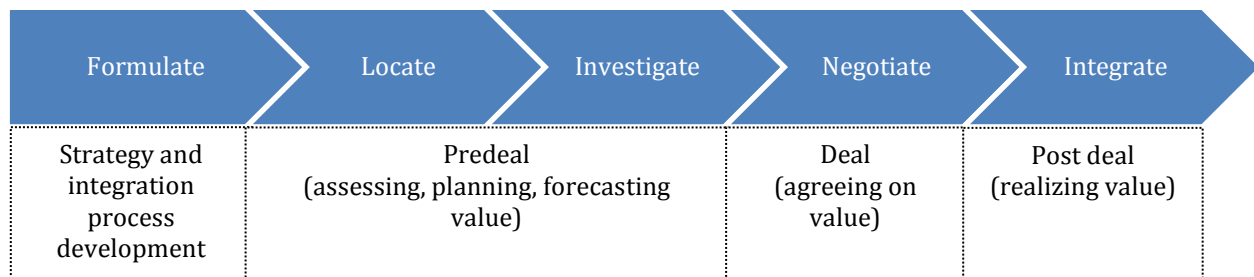 Formulate
Locate
Investigate
Negotiate
Integrate
Strategy and
integration
process
development
Predeal
(assessing, planning, forecasting
value)
Deal
(agreeing on
value)
Post deal
(realizing value)